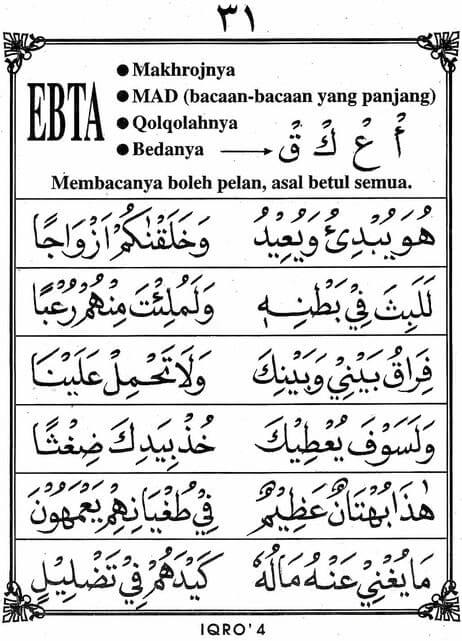 ٣١
EBTA
● Makhrojnya
● MAD (bacaan-bacaan yang panjang)
● Qolqolahnya
● Bedanya → أُ عُ كُ قُ
Membacanya boleh pelan, asal betul semua.
هُوَ يُبْدِئُ وَيُعِيْدُ وَخَلَقْنٰكُمْ اَزْوَاجًا
لَلَبِثَ فِيْ بَطْنِهٖ وَلَمُلِئْتَ مِنْهُمْ رُعْبًا
فِرَاقُ بَيْنِيْ وَبَيْنِكَ وَلَا تَحْمِلْ عَلَيْنَا
وَلَسَوْفَ يُعْطِيْكَ خُذْ بِيَدِكَ ضِغْثًا
هٰذَا بُهْتَانٌ عَظِيْمٌ فِيْ طُغْيَانِهِمْ يَعْمَهُوْنَ
مَا يُغْنِيْ عَنْهُ مَالُهٗ كَيْدَهُمْ فِيْ تَضْلِيْلٍ
IQRO' 4